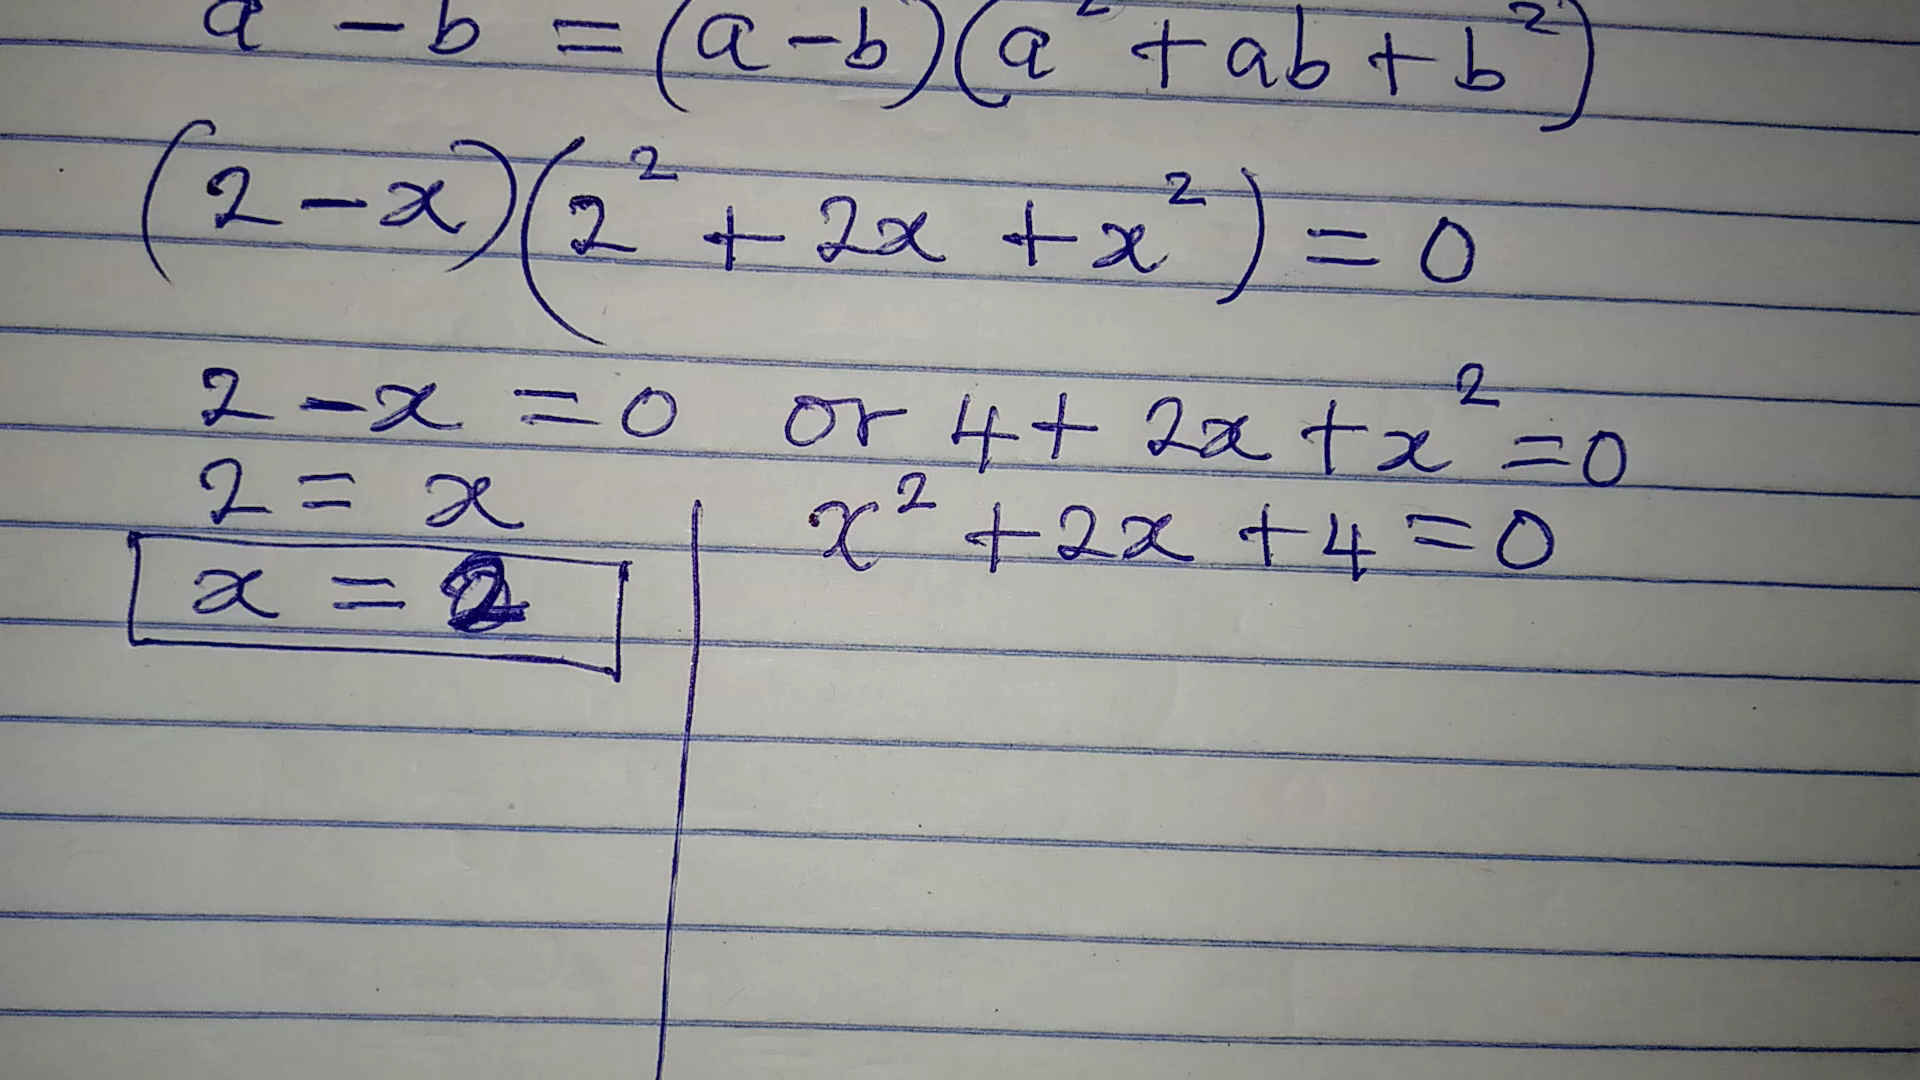 a - b = (a-b)(a² + ab + b²)
(2-x)(2² + 2x + x²) = 0
2-x = 0 or 4+ 2x +x² =0
2 = x
x² +2x +4 =0
x = 2